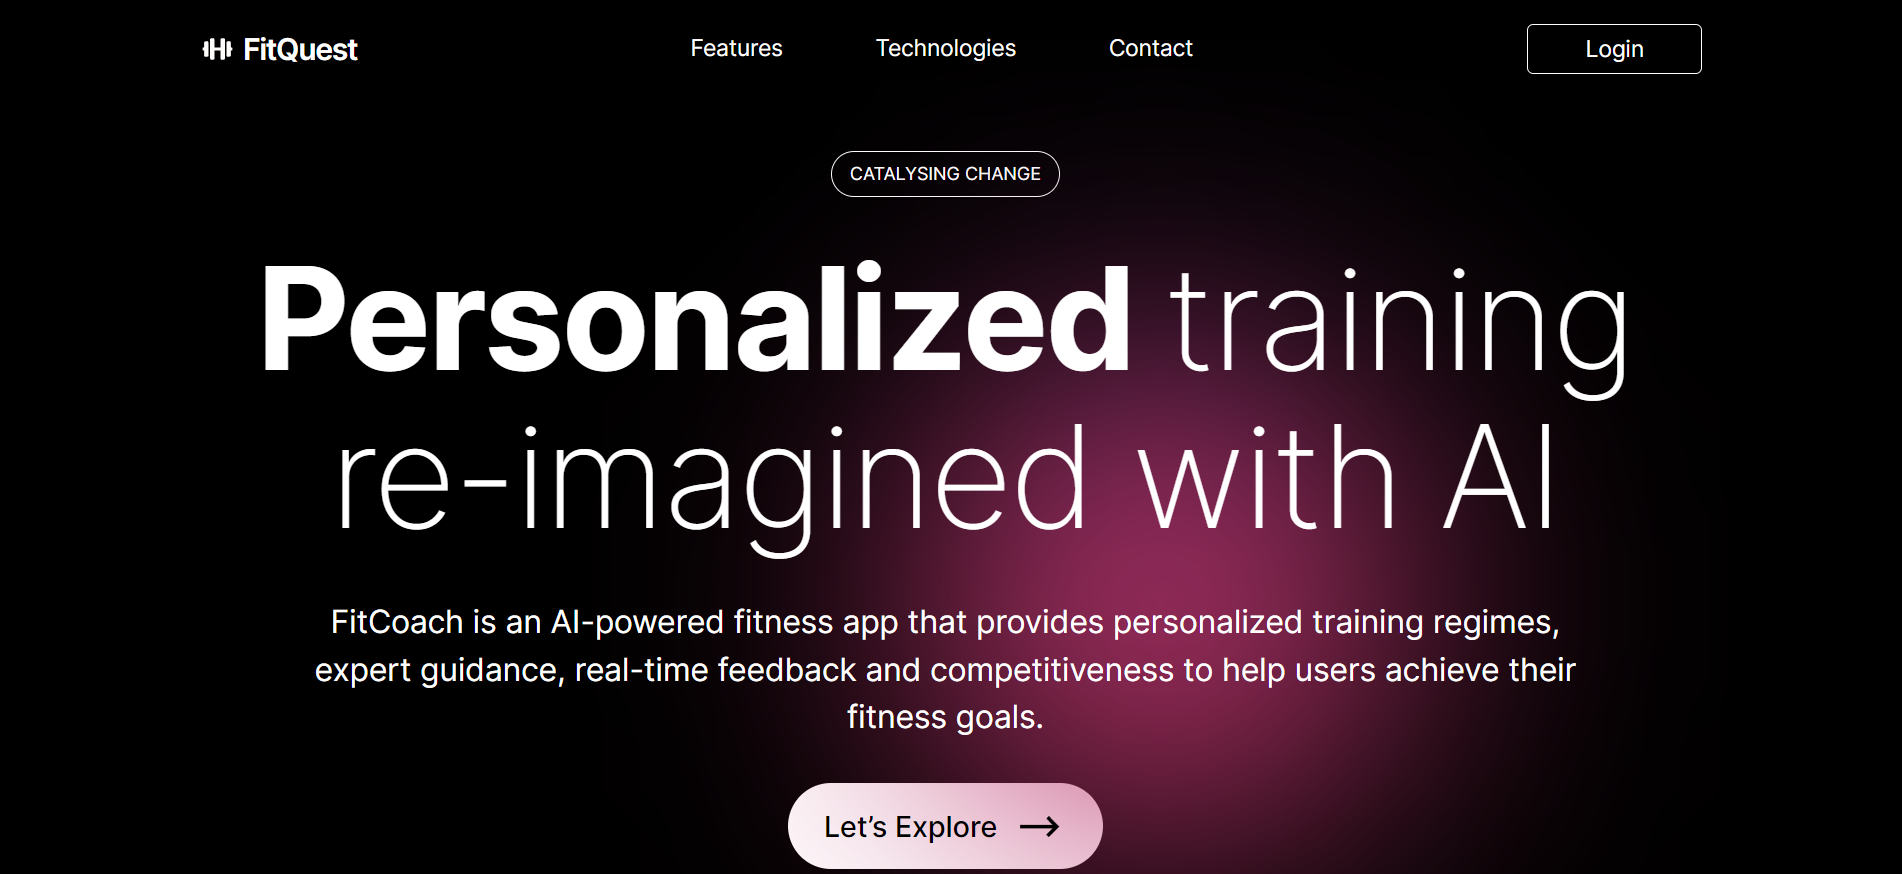 FitQuest
Features
Technologies
Contact
Login
CATALYSING CHANGE
Personalized training
re-imagined with AI
FitCoach is an AI-powered fitness app that provides personalized training regimes,
expert guidance, real-time feedback and competitiveness to help users achieve their
fitness goals.
Let’s Explore